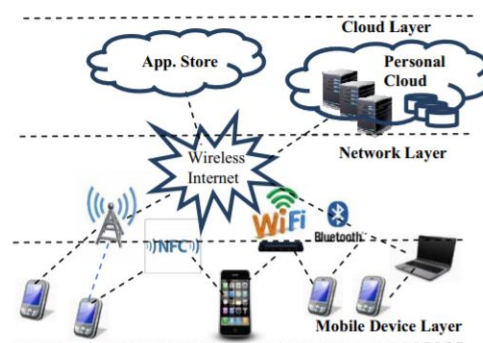 Cloud Layer
App. Store
Personal
Cloud
Wireless
Internet
Network Layer
NFC
WiFi
Bluetooth
Mobile Device Layer